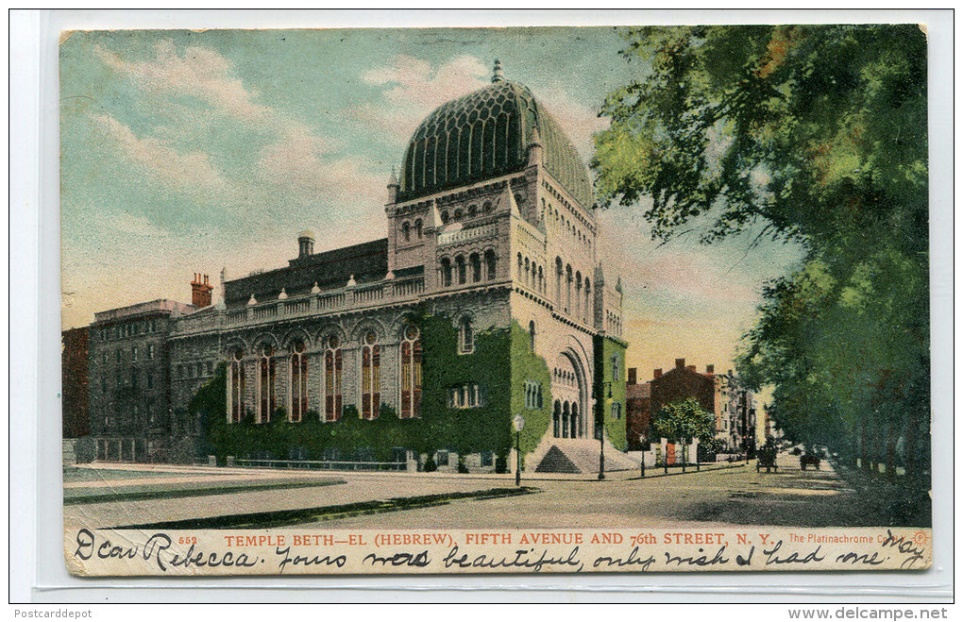 552 TEMPLE BETH—EL (HEBREW), FIFTH AVENUE AND 76th STREET, N. Y. The Platinachrome Co.
Dear Rebecca. Yours was beautiful, only wish I had one. May
Postcarddepot
www.delcampe.net